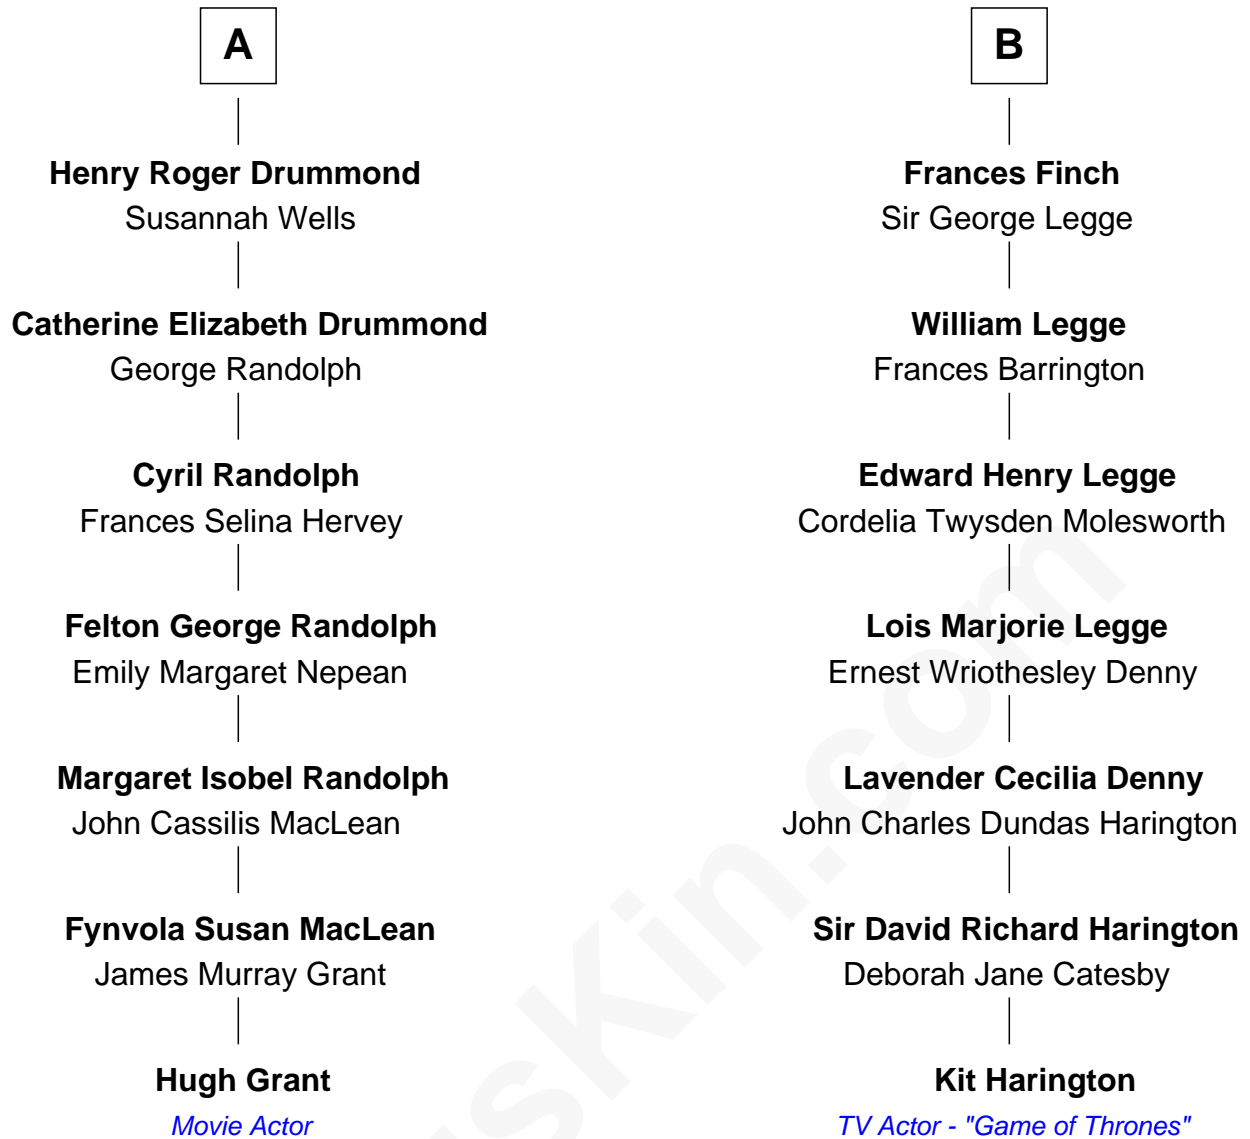 A
Henry Roger Drummond
Susannah Wells
Catherine Elizabeth Drummond
George Randolph
Cyril Randolph
Frances Selina Hervey
Felton George Randolph
Emily Margaret Nepean
Margaret Isobel Randolph
John Cassilis MacLean
Fynvola Susan MacLean
James Murray Grant
Hugh Grant
Movie Actor
B
Frances Finch
Sir George Legge
William Legge
Frances Barrington
Edward Henry Legge
Cordelia Twysden Molesworth
Lois Marjorie Legge
Ernest Wriothesley Denny
Lavender Cecilia Denny
John Charles Dundas Harington
Sir David Richard Harington
Deborah Jane Catesby
Kit Harington
TV Actor - "Game of Thrones"